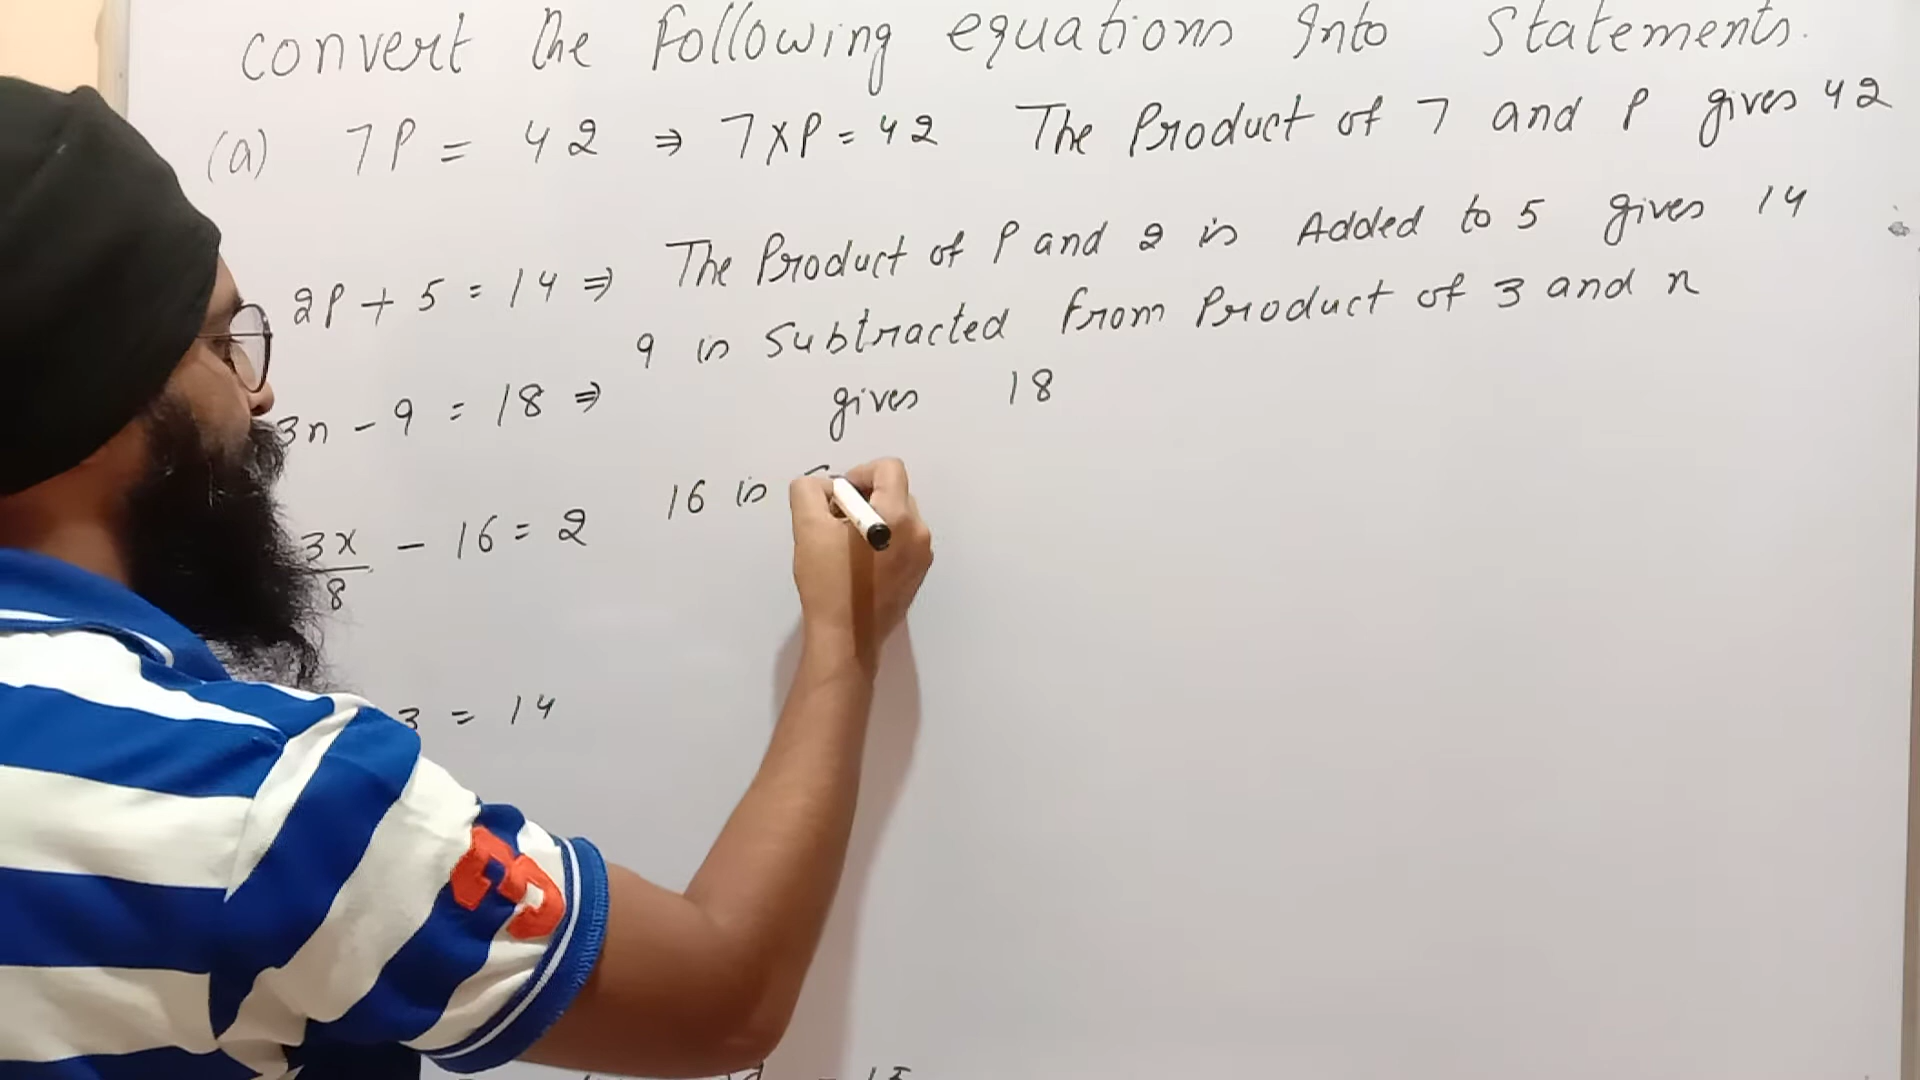 convert the Following equations Into Statements.
(a) 7P = 42 ⇒ 7×P = 42 The Product of 7 and P gives 42
2P + 5 = 14 ⇒ The Product of P and 2 is Added to 5 gives 14
3n - 9 = 18 ⇒ 9 is subtracted from Product of 3 and n
gives 18
3x/8 - 16 = 2 16 is
3 = 14
3